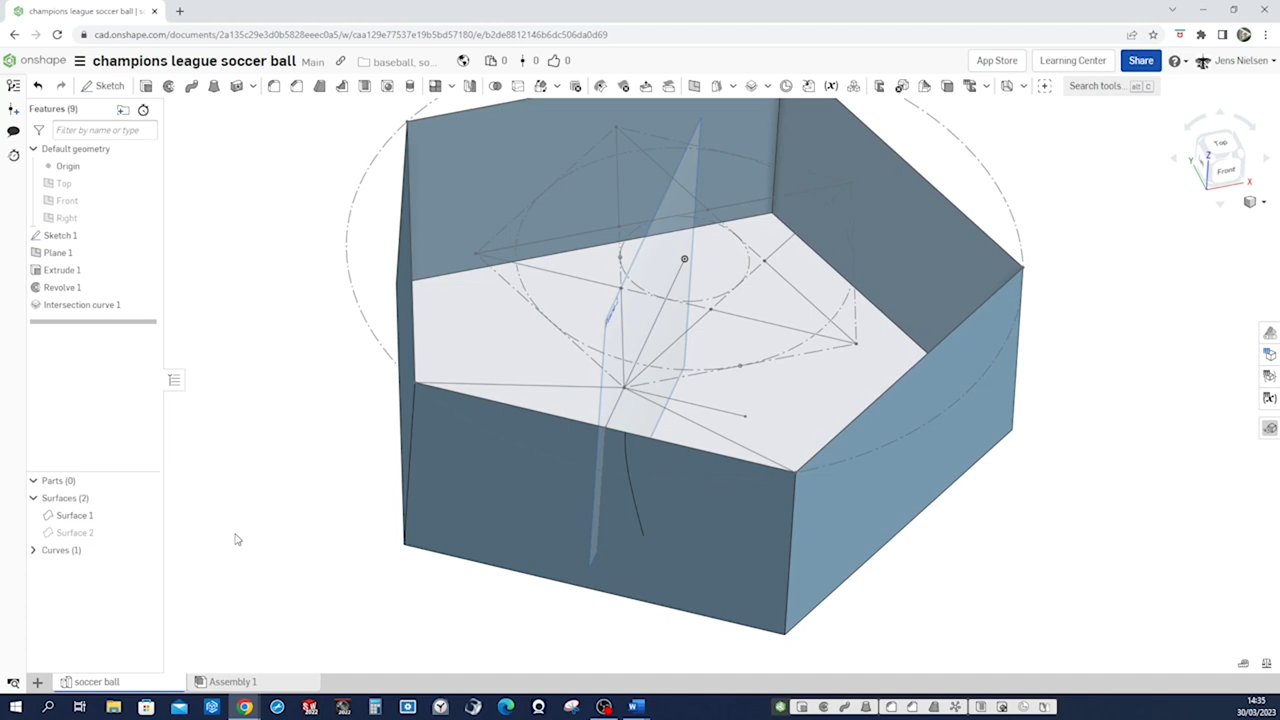 champions league soccer ball | sc
cad.onshape.com/documents/2a135c29e3d0b5828eeec0a5/w/caa129e77537e19b5bd57180/e/b2de8812146b6dc506da0d69
onshape
champions league soccer ball
Main
baseball, so...
0
0
0
App Store
Learning Center
Share
Jens Nielsen
Sketch
Search tools...
alt C
Features (9)
Filter by name or type
Default geometry
Origin
Top
Front
Right
Sketch 1
Plane 1
Extrude 1
Revolve 1
Intersection curve 1
Parts (0)
Surfaces (2)
Surface 1
Surface 2
Curves (1)
Top
Front
Z
Y
X
soccer ball
Assembly 1
2022
2022
14:35
30/03/2023